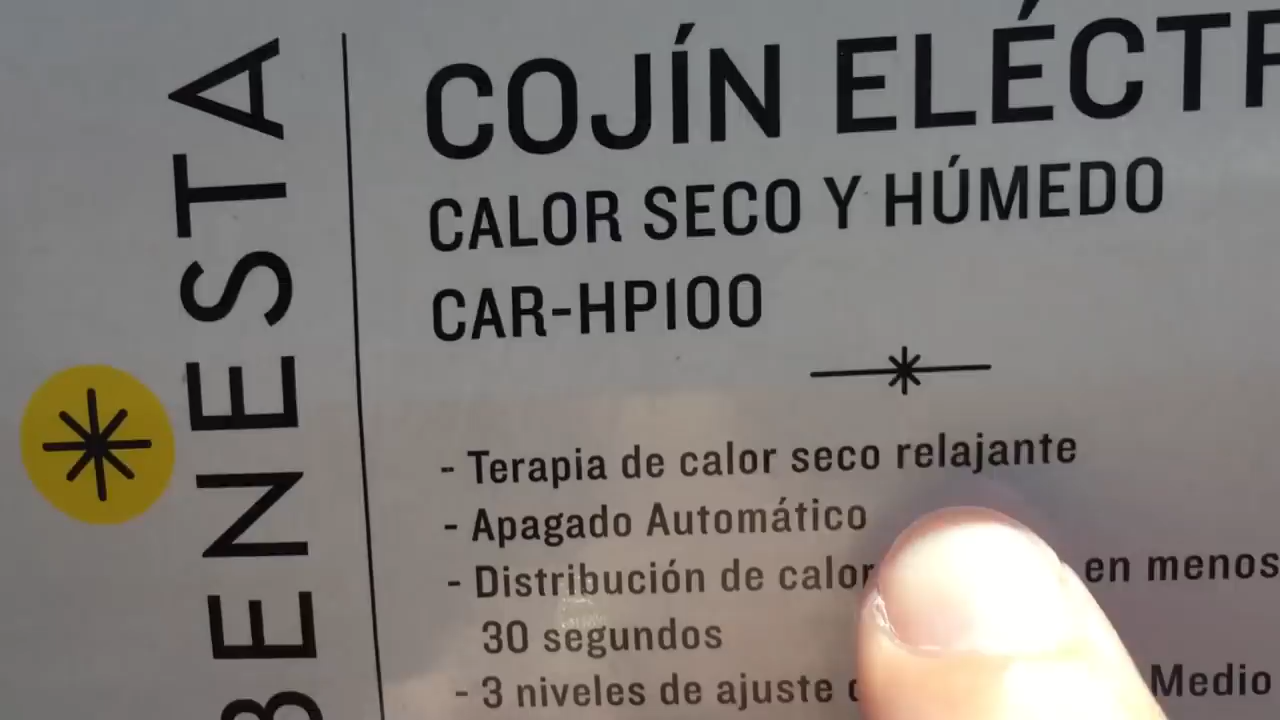 BENESTA
COJÍN ELÉCTR
CALOR SECO Y HÚMEDO
CAR-HP100
- Terapia de calor seco relajante
- Apagado Automático
- Distribución de calor en menos
30 segundos
- 3 niveles de ajuste Medio